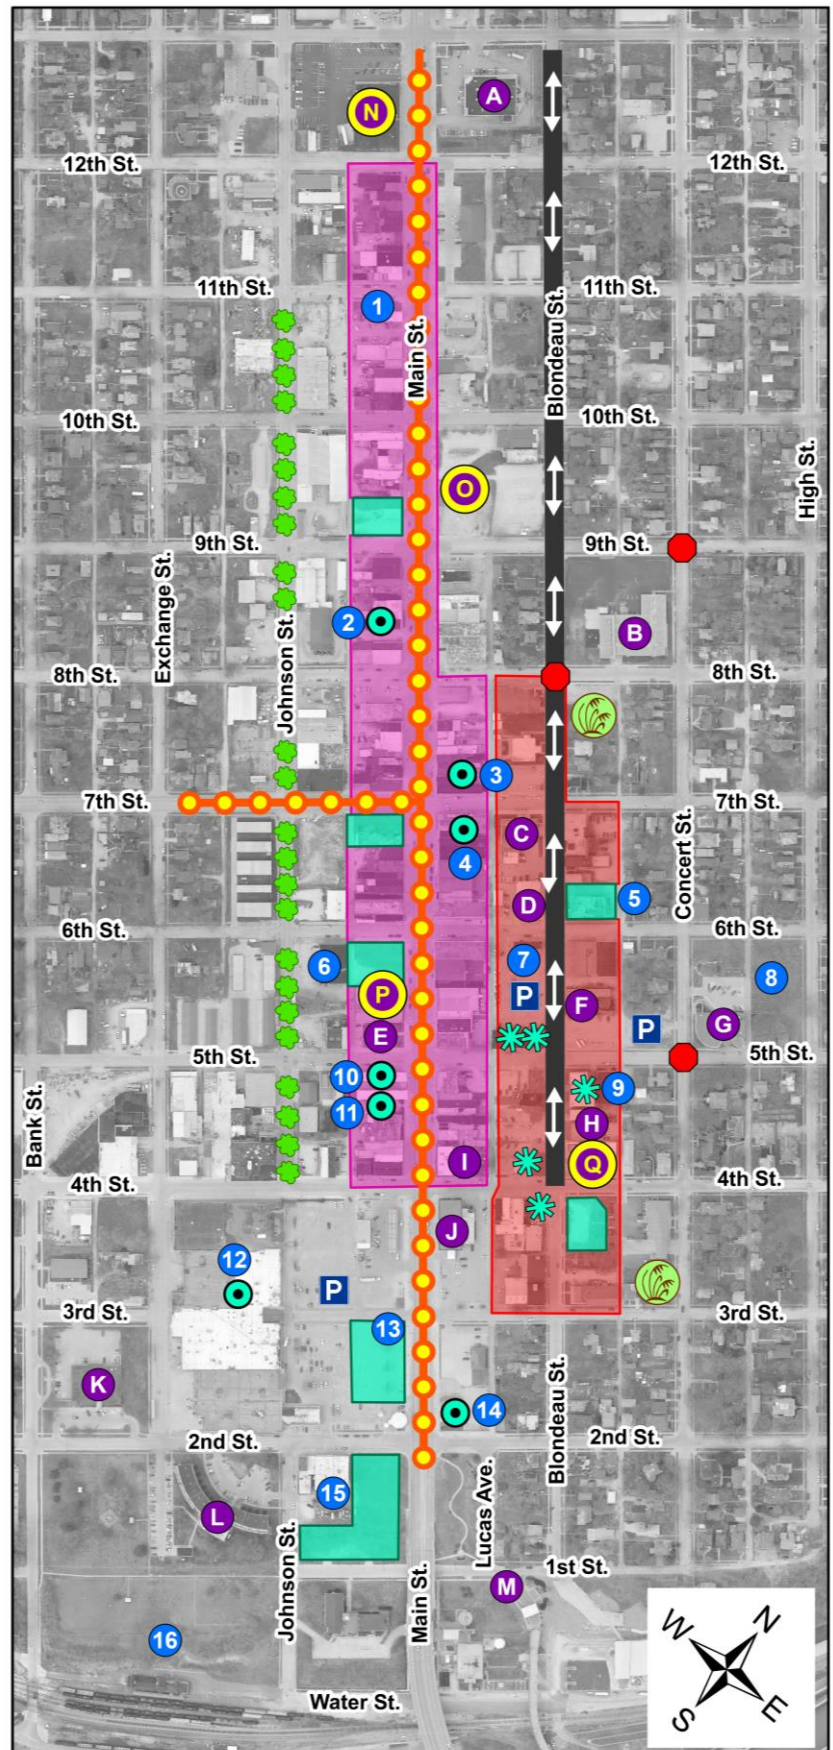 A
N
12th St.
12th St.
11th St.
11th St.
1
Main St.
Blondeau St.
10th St.
10th St.
High St.
O
9th St.
9th St.
Exchange St.
2
B
Johnson St.
8th St.
8th St.
3
7th St.
7th St.
C
4
Concert St.
D
5
6th St.
6th St.
6
7
8
P
P
F
G
P
E
5th St.
5th St.
10
9
11
Bank St.
H
I
Q
4th St.
4th St.
J
12
P
3rd St.
3rd St.
13
K
Blondeau St.
14
2nd St.
2nd St.
15
Lucas Ave.
L
Johnson St.
Main St.
1st St.
M
16
W
N
S
E
Water St.